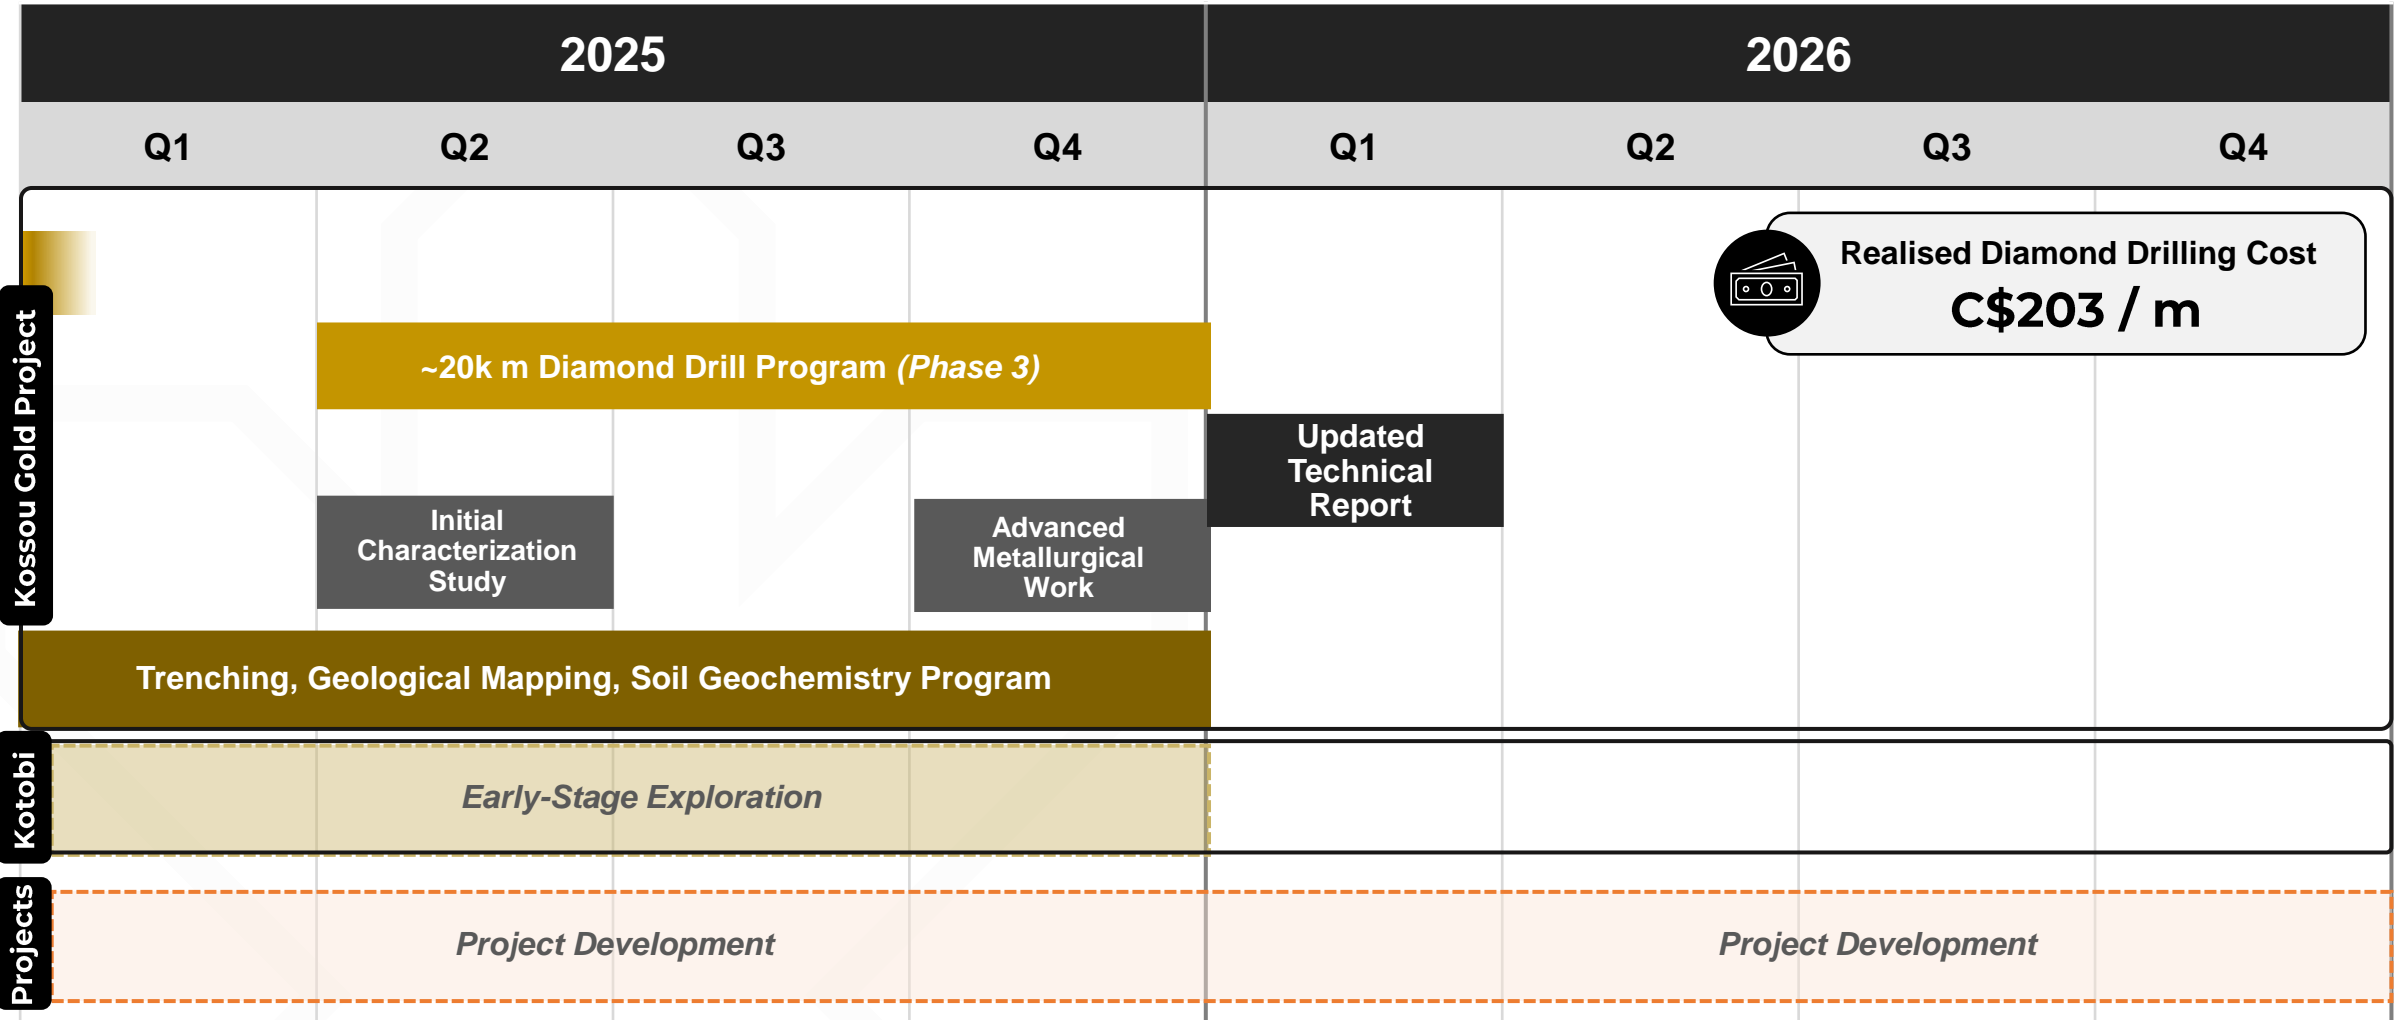 2025
2026
Q1
Q2
Q3
Q4
Q1
Q2
Q3
Q4
Kossou Gold Project
Realised Diamond Drilling Cost
C$203 / m
~20k m Diamond Drill Program (Phase 3)
Updated
Technical
Report
Initial
Characterization
Study
Advanced
Metallurgical
Work
Trenching, Geological Mapping, Soil Geochemistry Program
Kotobi
Early-Stage Exploration
Projects
Project Development
Project Development